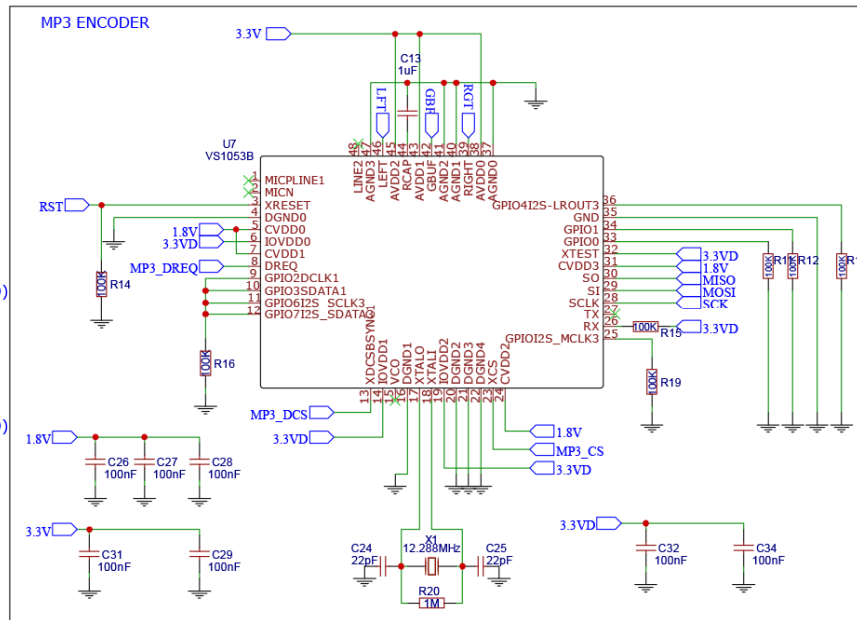 MP3 ENCODER
3.3V
C13
1uF
LFT
RGT
U7
VS1053B
48 47 46 45 44 43 42 41 40 39 38 37
LINE2
AGND3
LEFT
AVDD2
RCAP
AVDD1
GBUF
AGND2
AGND1
RIGHT
AVDD0
AGND0
1 MICPLINE1
2 MICN
RST 3 XRESET
4 DGND0
1.8V 5 CVDD0
3.3VD 6 IOVDD0
7 CVDD1
MP3_DREQ 8 DREQ
9 GPIO2DCLK1
10 GPIO3SDATA1
11 GPIO6I2S_SCLK3
12 GPIO7I2S_SDATA3
GPIO4I2S-LROUT3 36
GND 35
GPIO1 34
GPIO0 33
XTEST 32 3.3VD
CVDD3 31 1.8V
SO 30 MISO
SI 29 MOSI
SCLK 28 SCK
TX 27
RX 26 100K R15 3.3VD
GPIOI2S_MCLK3 25
100K R14
100K R16
100K R11
100K R12
100K
100K R19
XDCSBSYNC1
IOVDD1
VCO
DGND1
XTALO
XTALI
IOVDD2
DGND2
DGND3
DGND4
XCS
CVDD2
13 14 15 16 17 18 19 20 21 22 23 24
MP3_DCS
3.3VD
1.8V
MP3_CS
3.3VD
1.8V
C26
100nF
C27
100nF
C28
100nF
3.3V
C31
100nF
C29
100nF
X1
12.288MHz
C24
22pF
C25
22pF
R20
1M
3.3VD
C32
100nF
C34
100nF